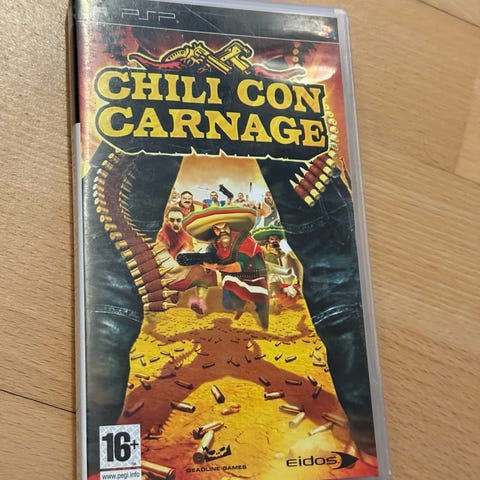 PSP
CHILI CON
CARNAGE
16+
www.pegi.info
DEADLINE GAMES
eidos